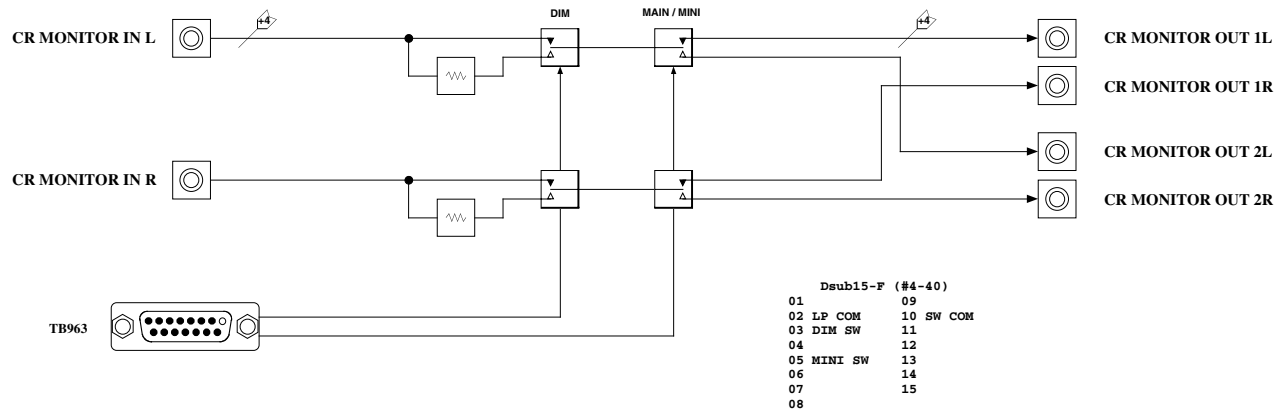 DIM
MAIN / MINI
+4
+4
CR MONITOR IN L
CR MONITOR OUT 1L
CR MONITOR OUT 1R
CR MONITOR OUT 2L
CR MONITOR IN R
CR MONITOR OUT 2R
TB963
Dsub15-F (#4-40)
01 09
02 LP COM 10 SW COM
03 DIM SW 11
04 12
05 MINI SW 13
06 14
07 15
08